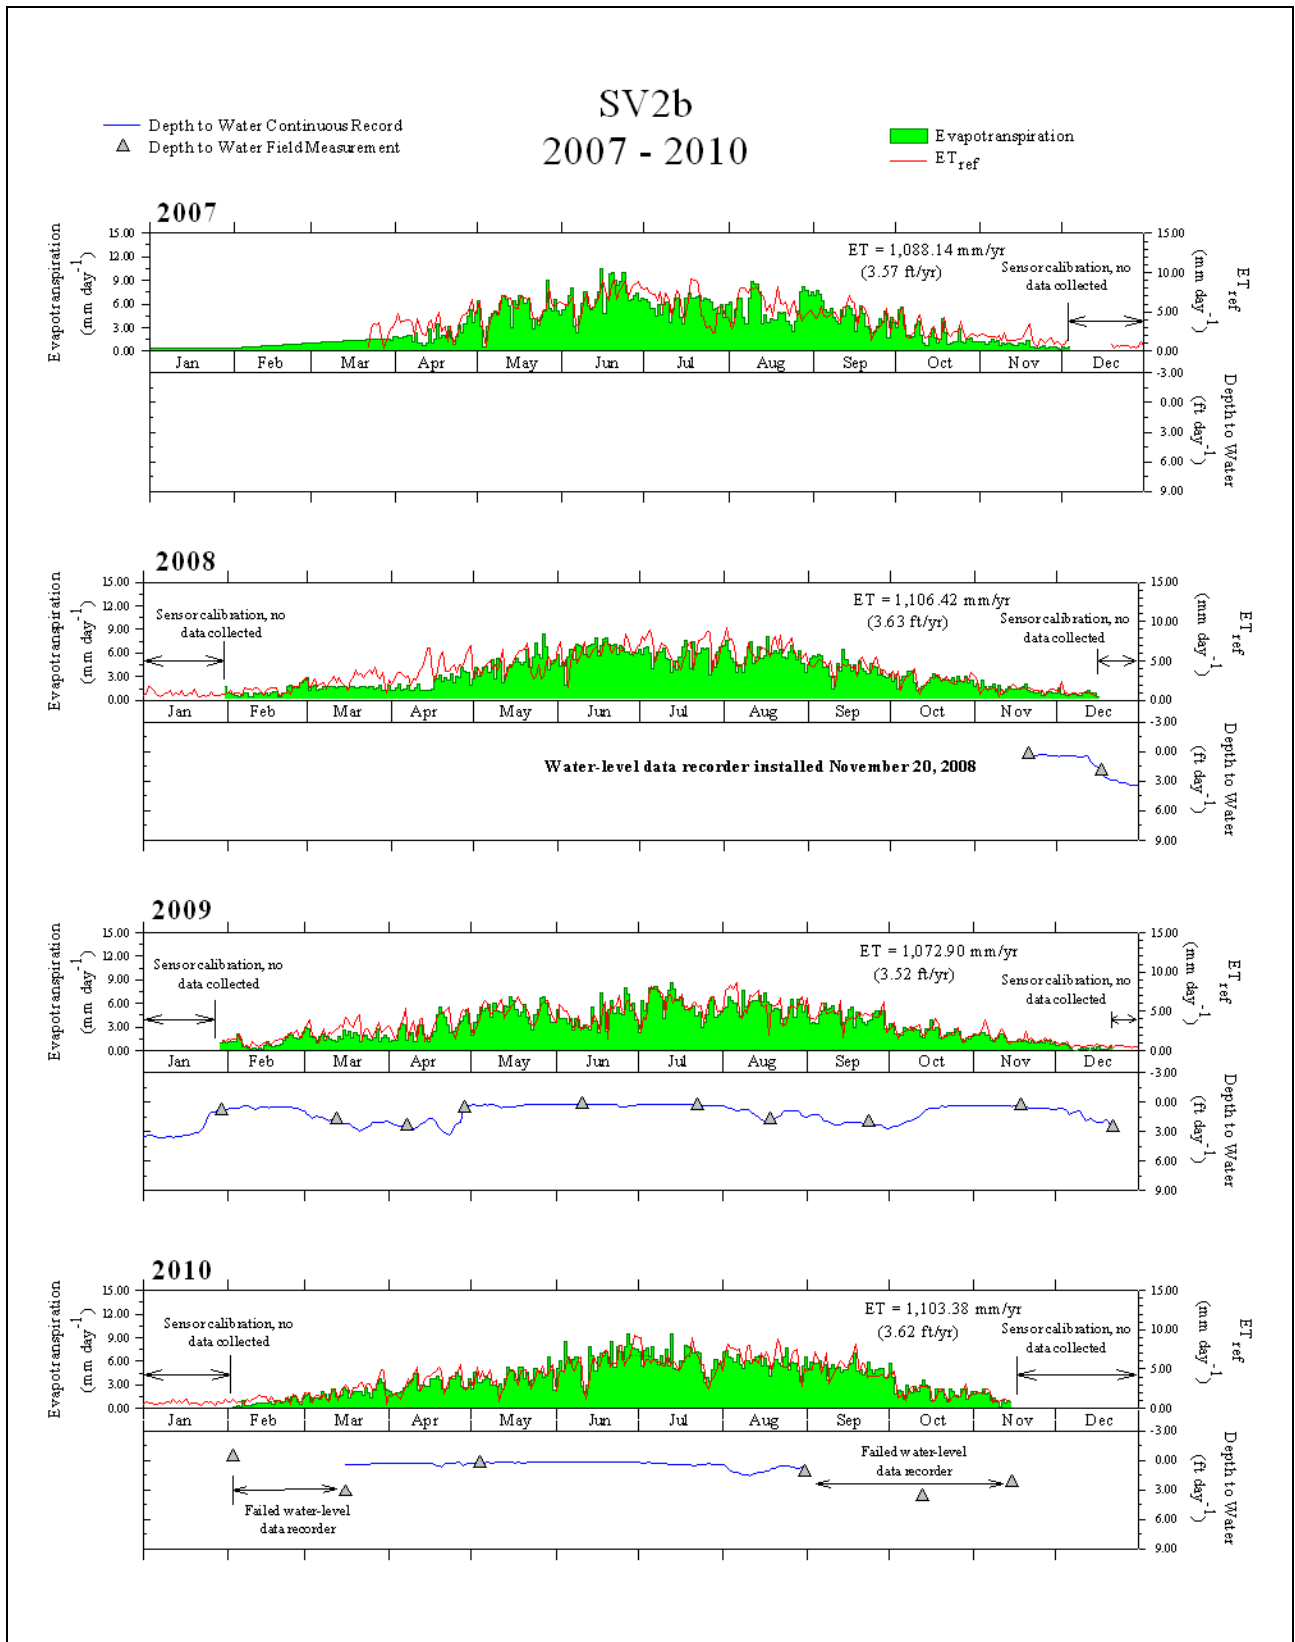 SV2b
2007 - 2010
Depth to Water Continuous Record
Depth to Water Field Measurement
Evapotranspiration
ET ref
2007
Evapotranspiration
(mm day-1)
15.00
12.00
9.00
6.00
3.00
0.00
ET = 1,088.14 mm/yr
(3.57 ft/yr)
Sensor calibration, no
data collected
15.00
10.00
5.00
0.00
ET ref
(mm day-1)
Jan Feb Mar Apr May Jun Jul Aug Sep Oct Nov Dec
-3.00
0.00
3.00
6.00
9.00
Depth to Water
(ft day-1)
2008
Evapotranspiration
(mm day-1)
15.00
12.00
9.00
6.00
3.00
0.00
Sensor calibration, no
data collected
ET = 1,106.42 mm/yr
(3.63 ft/yr)
Sensor calibration, no
data collected
15.00
10.00
5.00
0.00
ET ref
(mm day-1)
Jan Feb Mar Apr May Jun Jul Aug Sep Oct Nov Dec
Water-level data recorder installed November 20, 2008
-3.00
0.00
3.00
6.00
9.00
Depth to Water
(ft day-1)
2009
Evapotranspiration
(mm day-1)
15.00
12.00
9.00
6.00
3.00
0.00
Sensor calibration, no
data collected
ET = 1,072.90 mm/yr
(3.52 ft/yr)
Sensor calibration, no
data collected
15.00
10.00
5.00
0.00
ET ref
(mm day-1)
Jan Feb Mar Apr May Jun Jul Aug Sep Oct Nov Dec
-3.00
0.00
3.00
6.00
9.00
Depth to Water
(ft day-1)
2010
Evapotranspiration
(mm day-1)
15.00
12.00
9.00
6.00
3.00
0.00
Sensor calibration, no
data collected
ET = 1,103.38 mm/yr
(3.62 ft/yr)
Sensor calibration, no
data collected
15.00
10.00
5.00
0.00
ET ref
(mm day-1)
Jan Feb Mar Apr May Jun Jul Aug Sep Oct Nov Dec
Failed water-level
data recorder
Failed water-level
data recorder
-3.00
0.00
3.00
6.00
9.00
Depth to Water
(ft day-1)